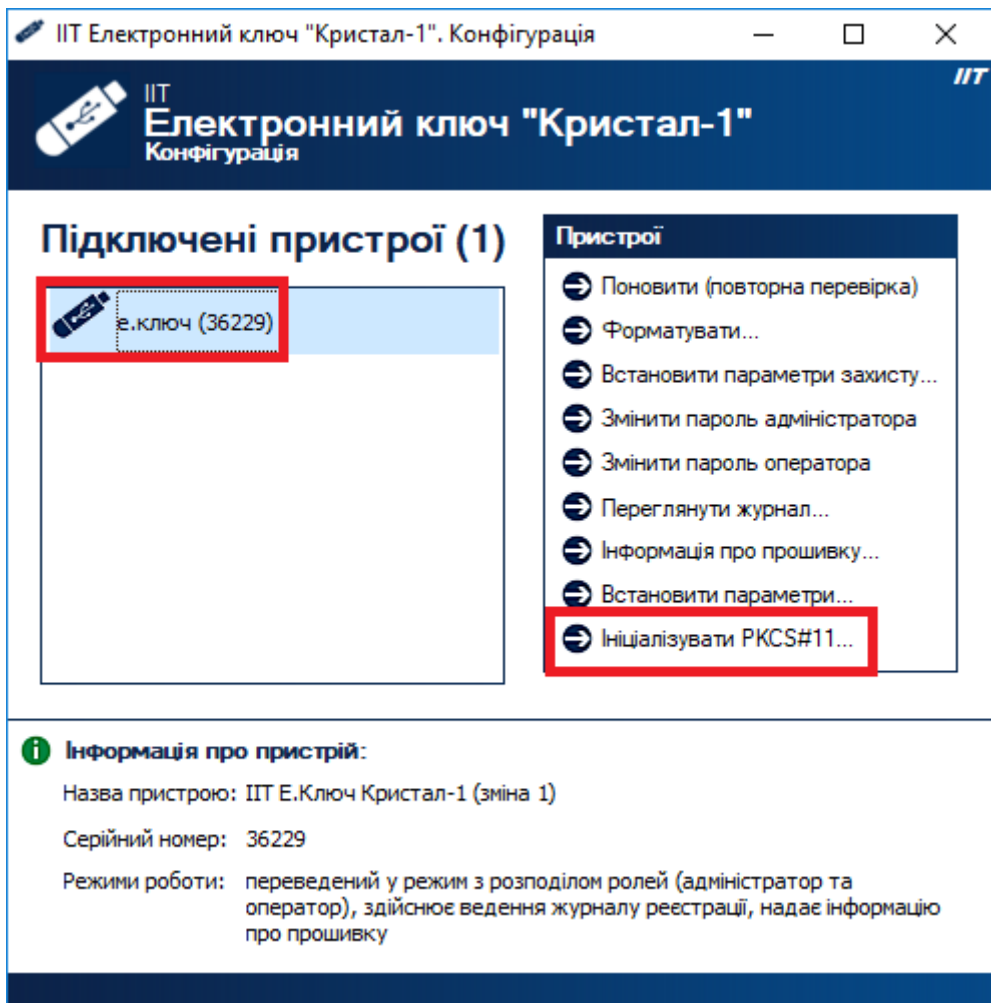 ІІТ Електронний ключ "Кристал-1". Конфігурація
ІІТ
ІІТ
Електронний ключ "Кристал-1"
Конфігурація
Підключені пристрої (1)
е.ключ (36229)
Пристрої
Поновити (повторна перевірка)
Форматувати...
Встановити параметри захисту...
Змінити пароль адміністратора
Змінити пароль оператора
Переглянути журнал...
Інформація про прошивку...
Встановити параметри...
Ініціалізувати PKCS#11...
Інформація про пристрій:
Назва пристрою: ІІТ Е.Ключ Кристал-1 (зміна 1)
Серійний номер: 36229
Режими роботи: переведений у режим з розподілом ролей (адміністратор та
оператор), здійснює ведення журналу реєстрації, надає інформацію
про прошивку